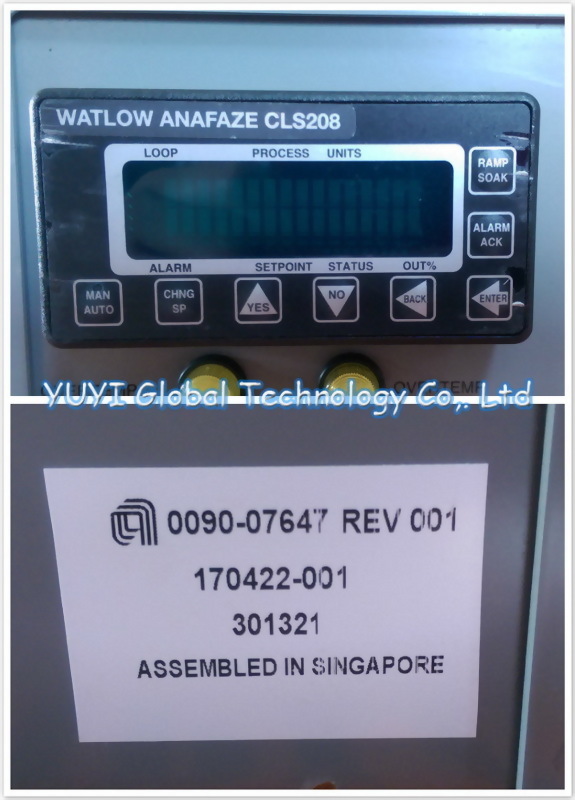 WATLOW ANAFAZE CLS208
LOOP PROCESS UNITS
RAMP
SOAK
ALARM
ACK
ALARM SETPOINT STATUS OUT%
MAN
AUTO
CHNG
SP
YES
NO
BACK
ENTER
OVERTEMP
YUYI Global Technology Co,. Ltd
0090-07647 REV 001
170422-001
301321
ASSEMBLED IN SINGAPORE